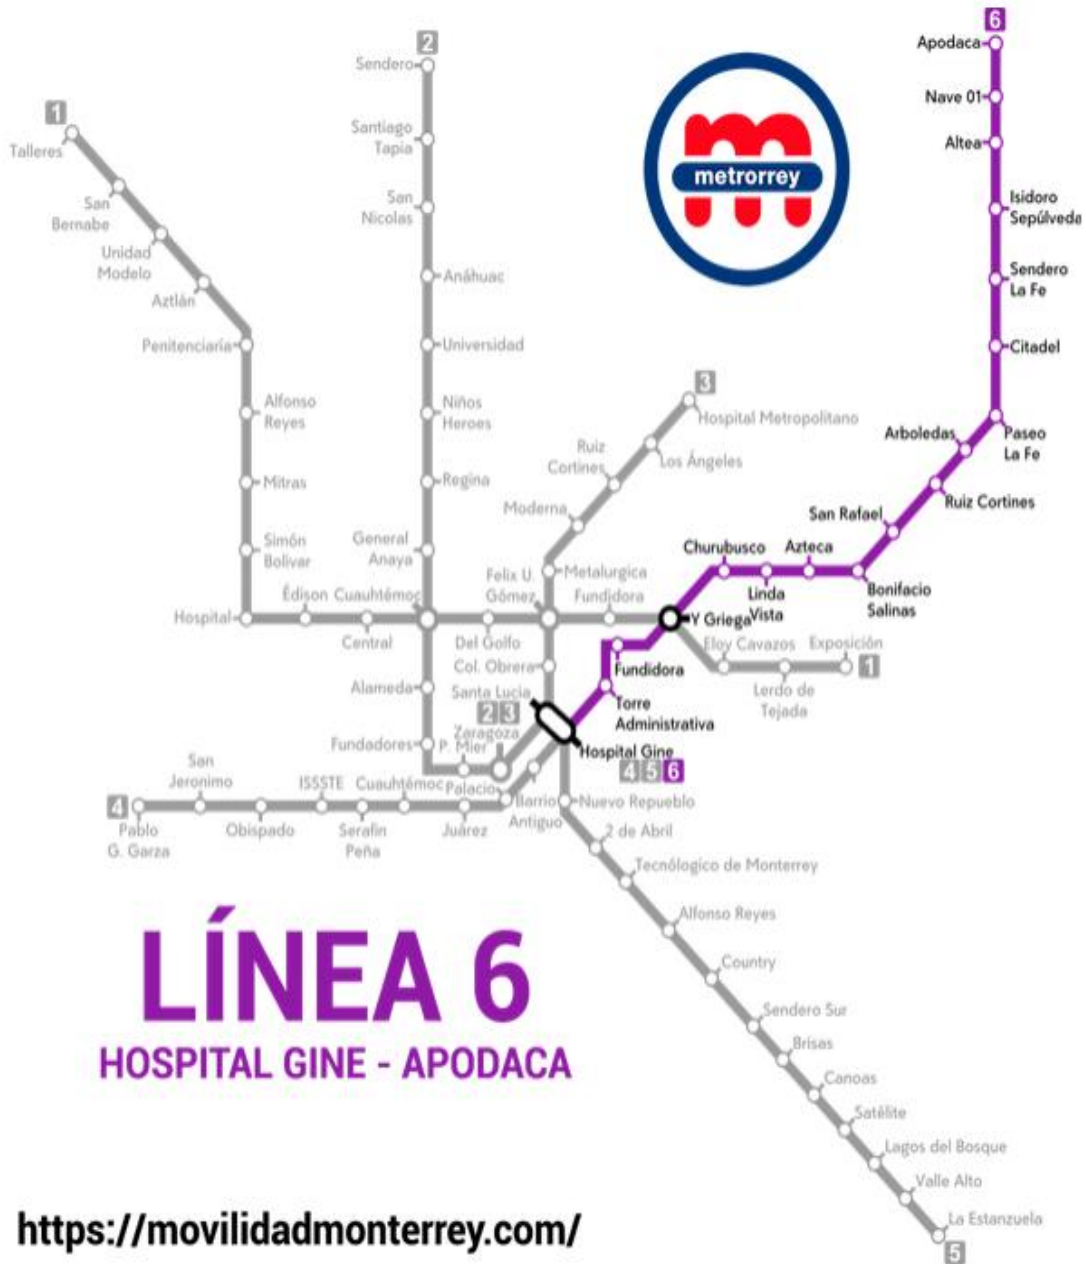 6
Apodaca
Nave 01
Altea
Isidoro
Sepúlveda
Sendero
La Fe
Citadel
Paseo
La Fe
Arboledas
Ruiz Cortines
San Rafael
Bonifacio
Salinas
Azteca
Linda
Vista
Churubusco
Y Griega
Fundidora
Torre
Administrativa
Hospital Gine
4 5 6
metrorrey
1
Talleres
San
Bernabe
Unidad
Modelo
Aztlán
Penitenciaría
Alfonso
Reyes
Mitras
Simón
Bolivar
Hospital
Édison
Central
Cuauhtémoc
Del Golfo
Felix U.
Gómez
Fundidora
Eloy Cavazos
Lerdo de
Tejada
Exposición
1
2
Sendero
Santiago
Tapia
San
Nicolas
Anáhuac
Universidad
Niños
Heroes
Regina
General
Anaya
Alameda
Fundadores
P. Mier
Zaragoza
2 3
Santa Lucia
Col. Obrera
Metalurgica
Moderna
Ruiz
Cortines
Los Ángeles
Hospital Metropolitano
3
4
Pablo
G. Garza
San
Jeronimo
Obispado
ISSSTE
Serafin
Peña
Cuauhtémoc
Juárez
Palacio
Barrio
Antiguo
Nuevo Repueblo
2 de Abril
Tecnólogico de Monterrey
Alfonso Reyes
Country
Sendero Sur
Brisas
Canoas
Satélite
Lagos del Bosque
Valle Alto
La Estanzuela
5
LÍNEA 6
HOSPITAL GINE - APODACA
https://movilidadmonterrey.com/